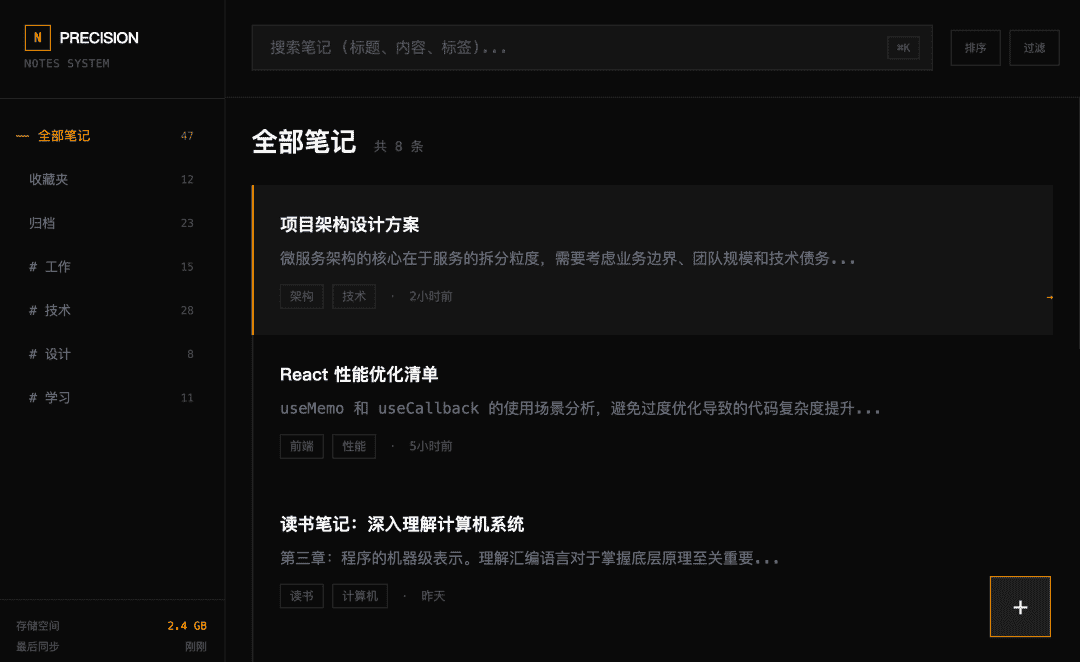 N PRECISION
NOTES SYSTEM
搜索笔记 (标题、内容、标签)... ⌘K
排序
过滤
全部笔记 47
收藏夹 12
归档 23
# 工作 15
# 技术 28
# 设计 8
# 学习 11
存储空间 2.4 GB
最后同步 刚刚
全部笔记 共 8 条
项目架构设计方案
微服务架构的核心在于服务的拆分粒度，需要考虑业务边界、团队规模和技术债务...
架构 技术 · 2小时前 →
React 性能优化清单
useMemo 和 useCallback 的使用场景分析，避免过度优化导致的代码复杂度提升...
前端 性能 · 5小时前
读书笔记：深入理解计算机系统
第三章：程序的机器级表示。理解汇编语言对于掌握底层原理至关重要...
读书 计算机 · 昨天
+